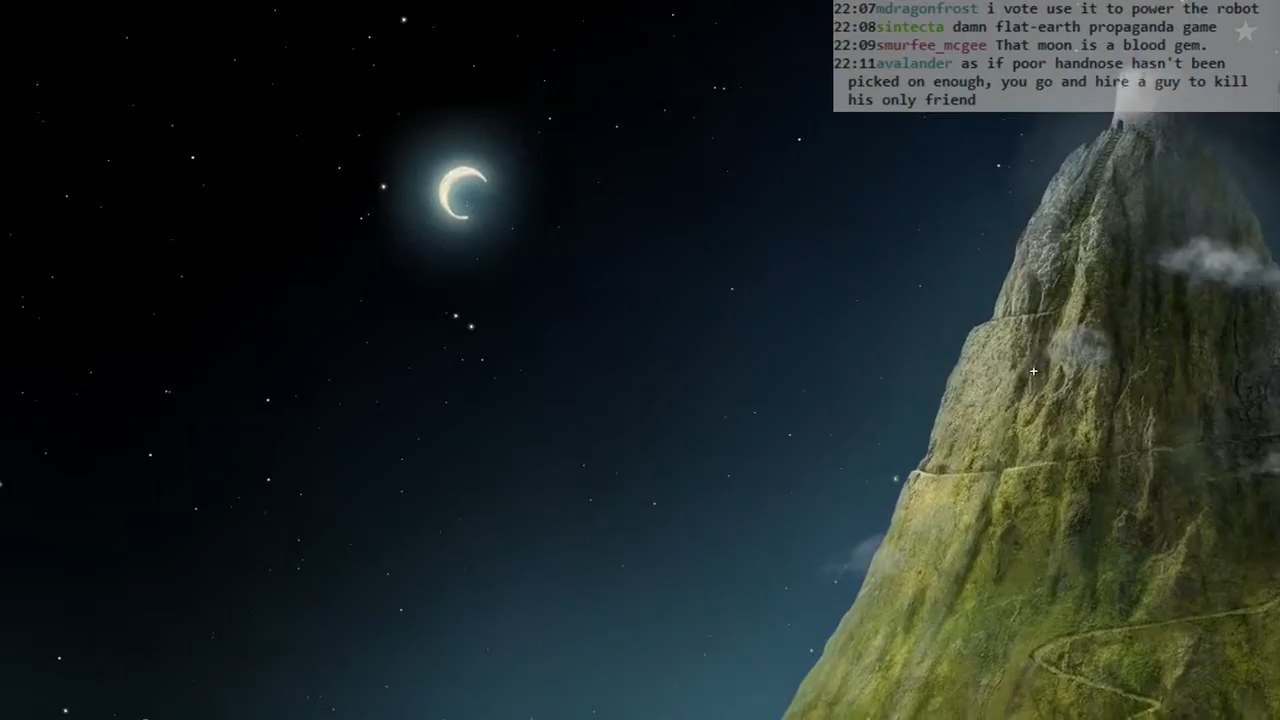 22:07mdragonfrost i vote use it to power the robot
22:08sintecta damn flat-earth propaganda game
22:09smurfee_mcgee That moon is a blood gem.
22:11avalander as if poor handnose hasn't been
picked on enough, you go and hire a guy to kill
his only friend